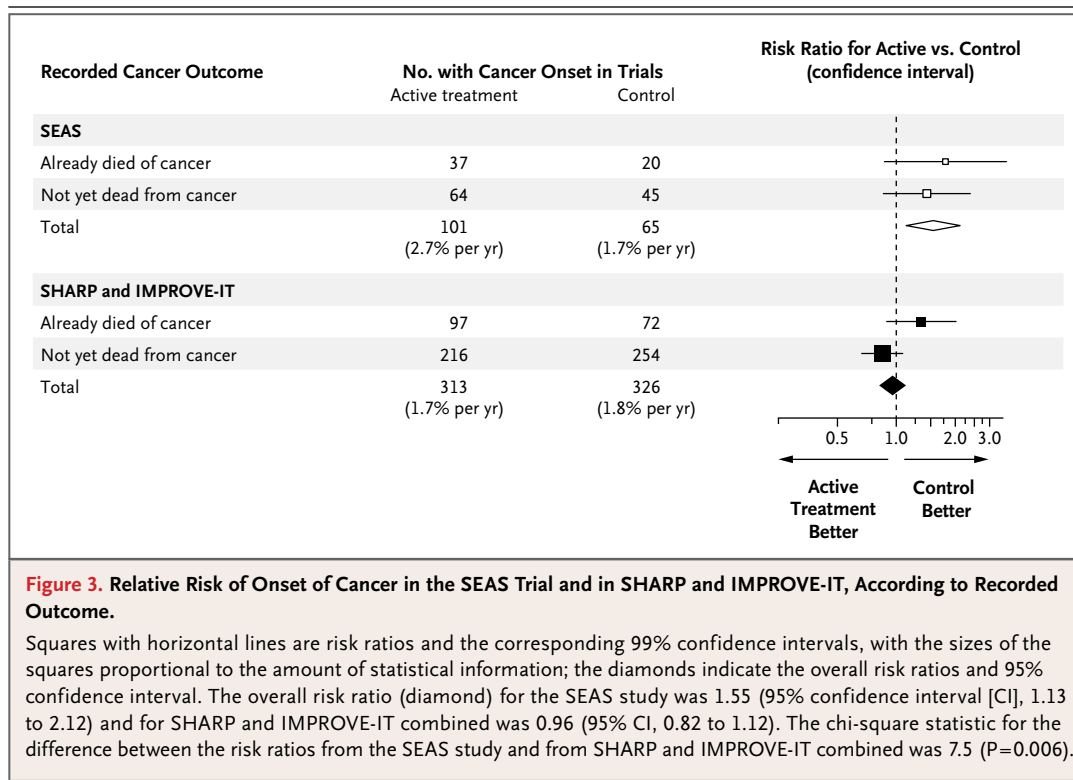 Recorded Cancer Outcome No. with Cancer Onset in Trials Risk Ratio for Active vs. Control
(confidence interval)
Active treatment Control
SEAS
Already died of cancer 37 20
Not yet dead from cancer 64 45
Total 101 65
(2.7% per yr) (1.7% per yr)
SHARP and IMPROVE-IT
Already died of cancer 97 72
Not yet dead from cancer 216 254
Total 313 326
(1.7% per yr) (1.8% per yr)
0.5 1.0 2.0 3.0
Active Control
Treatment Better
Better
Figure 3. Relative Risk of Onset of Cancer in the SEAS Trial and in SHARP and IMPROVE-IT, According to Recorded
Outcome.
Squares with horizontal lines are risk ratios and the corresponding 99% confidence intervals, with the sizes of the
squares proportional to the amount of statistical information; the diamonds indicate the overall risk ratios and 95%
confidence interval. The overall risk ratio (diamond) for the SEAS study was 1.55 (95% confidence interval [CI], 1.13
to 2.12) and for SHARP and IMPROVE-IT combined was 0.96 (95% CI, 0.82 to 1.12). The chi-square statistic for the
difference between the risk ratios from the SEAS study and from SHARP and IMPROVE-IT combined was 7.5 (P=0.006).